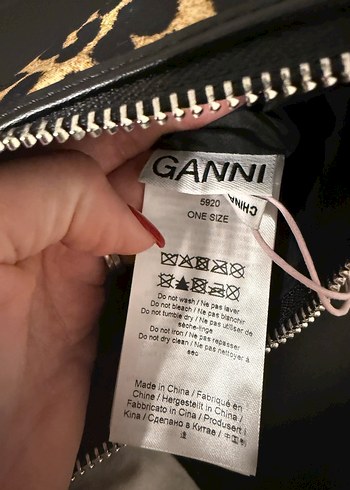 GANNI
5920
CHINA
ONE SIZE
Do not wash / Ne pas laver
Do not bleach / Ne pas blanchir
Do not tumble dry / Ne pas utiliser de
sèche-linge
Do not iron / Ne pas repasser
Do not dry clean / Ne pas nettoyer à
sec
Made in China / Fabriqué en
Chine / Hergestellt in China /
Fabbricato in Cina / Produsert i
Kina / Сделано в Китае / 中国制
造